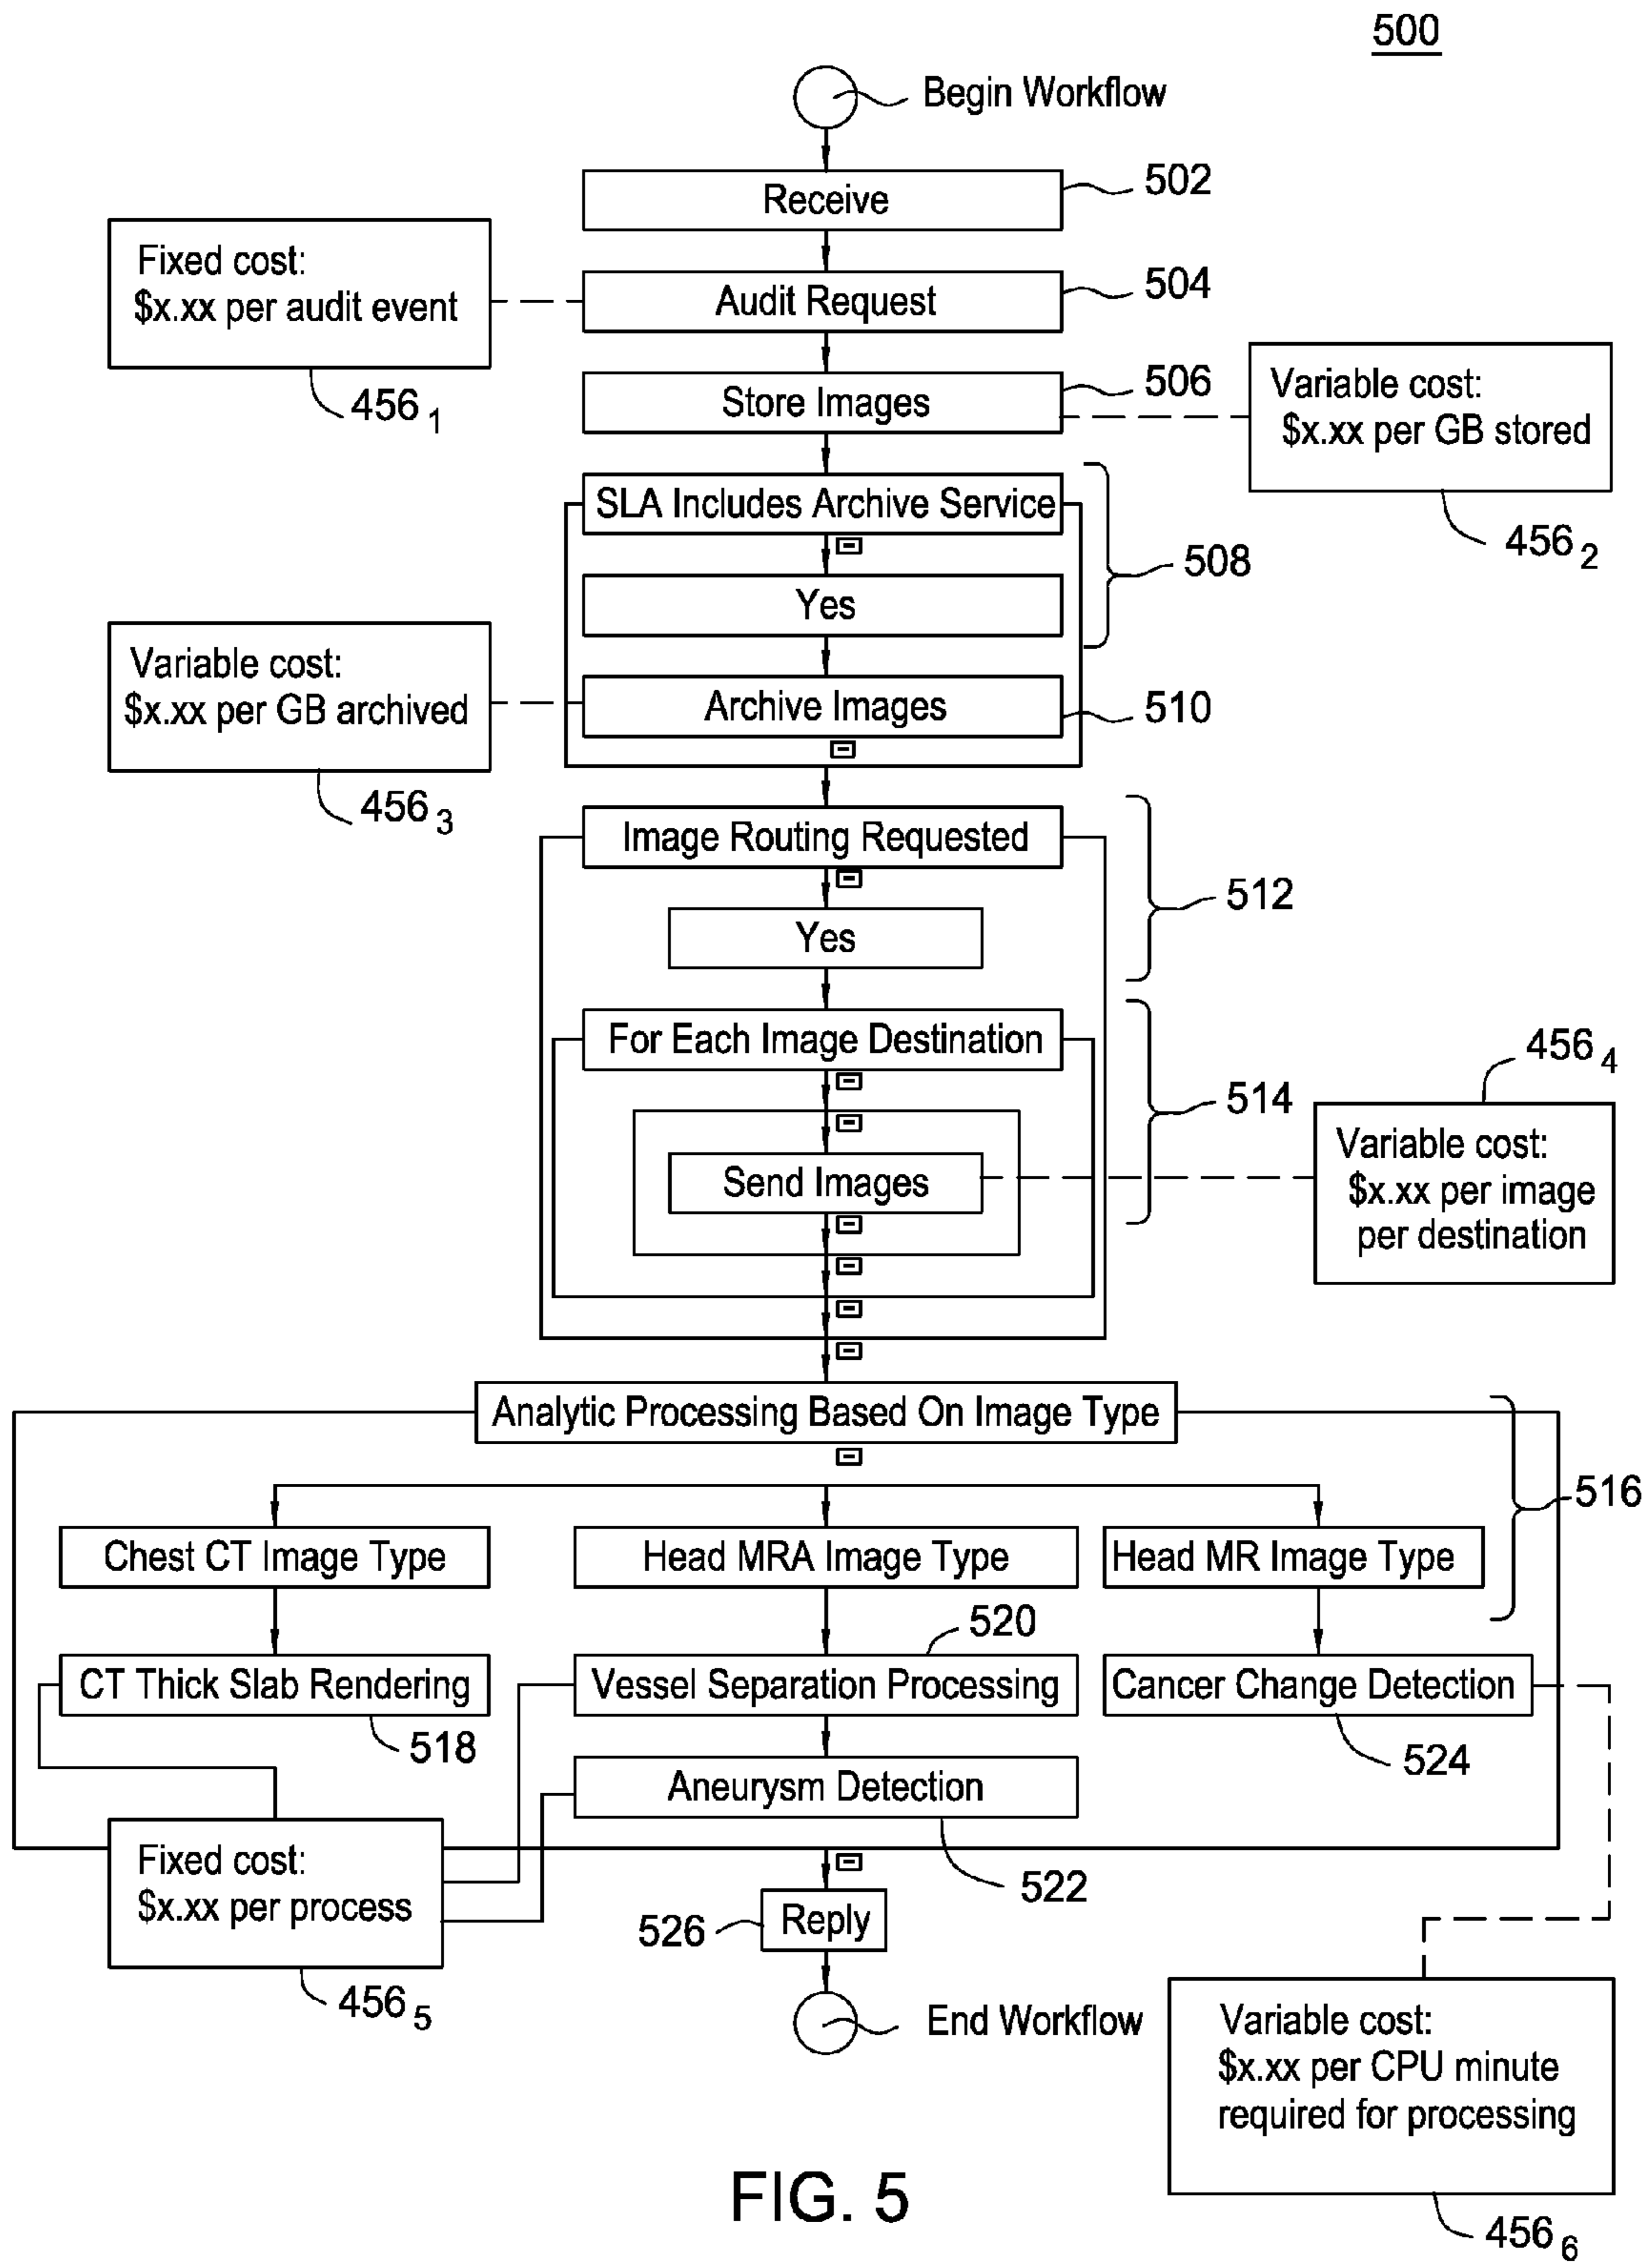 500
Begin Workflow
Receive
502
Fixed cost:
$x.xx per audit event
456 1
Audit Request
504
Store Images
506
Variable cost:
$x.xx per GB stored
456 2
SLA Includes Archive Service
Yes
508
Variable cost:
$x.xx per GB archived
456 3
Archive Images
510
Image Routing Requested
Yes
512
For Each Image Destination
Send Images
514
456 4
Variable cost:
$x.xx per image
per destination
Analytic Processing Based On Image Type
516
Chest CT Image Type
Head MRA Image Type
Head MR Image Type
520
CT Thick Slab Rendering
Vessel Separation Processing
Cancer Change Detection
518
524
Aneurysm Detection
522
Fixed cost:
$x.xx per process
456 5
526
Reply
End Workflow
Variable cost:
$x.xx per CPU minute
required for processing
456 6
FIG. 5